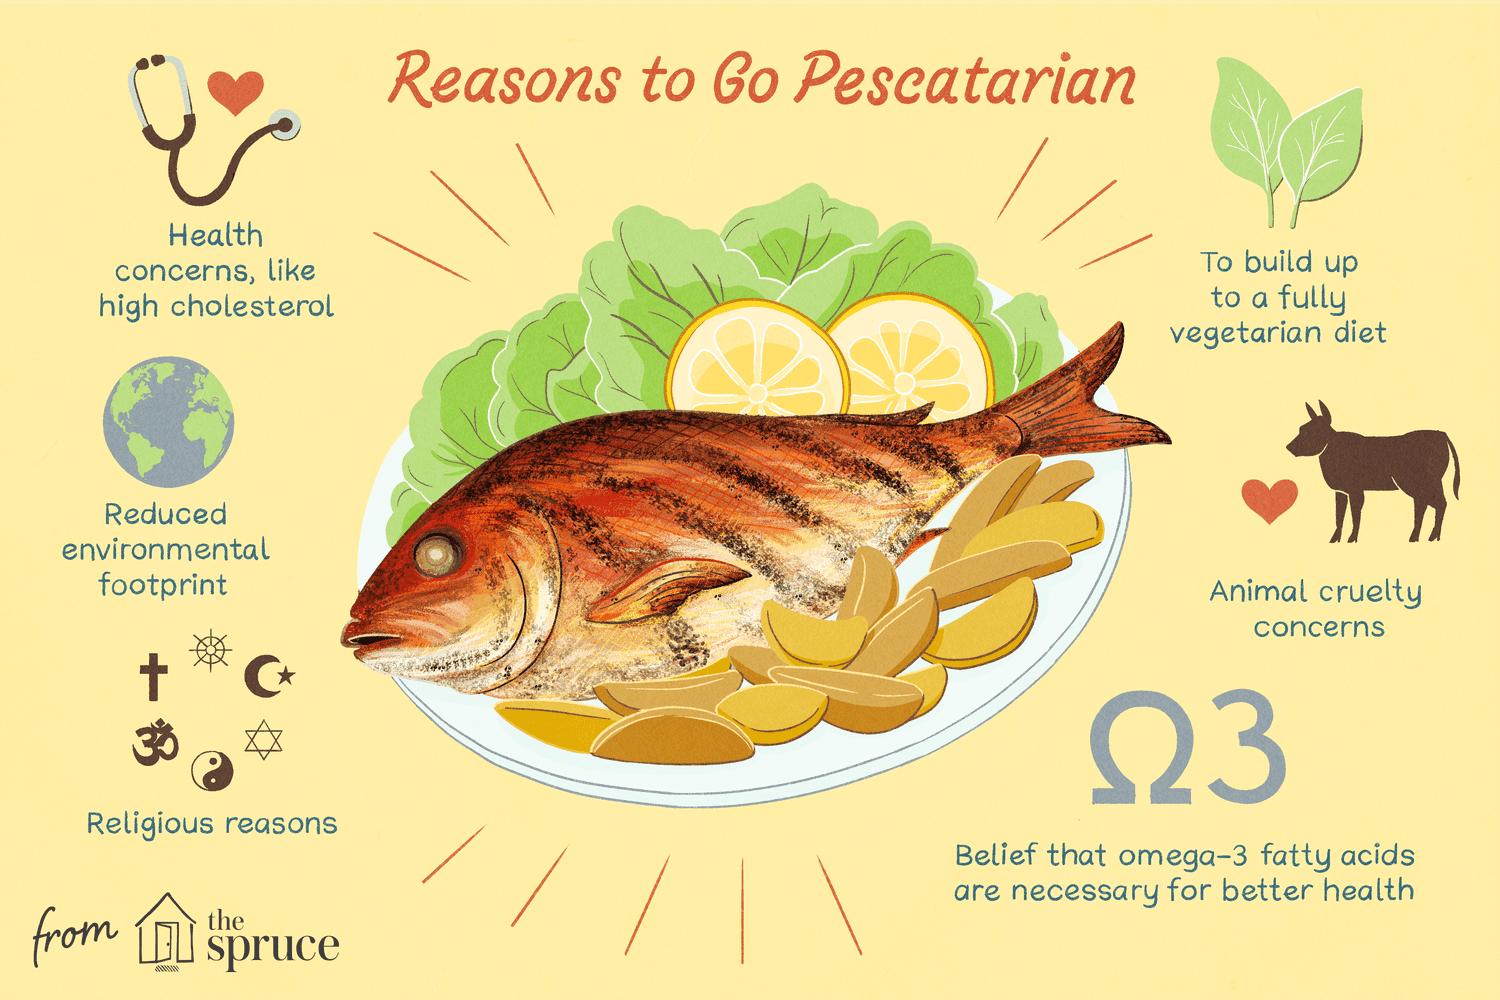 Reasons to Go Pescatarian
Health
concerns, like
high cholesterol
Reduced
environmental
footprint
Religious reasons
To build up
to a fully
vegetarian diet
Animal cruelty
concerns
Ω3
Belief that omega-3 fatty acids
are necessary for better health
from
the
spruce